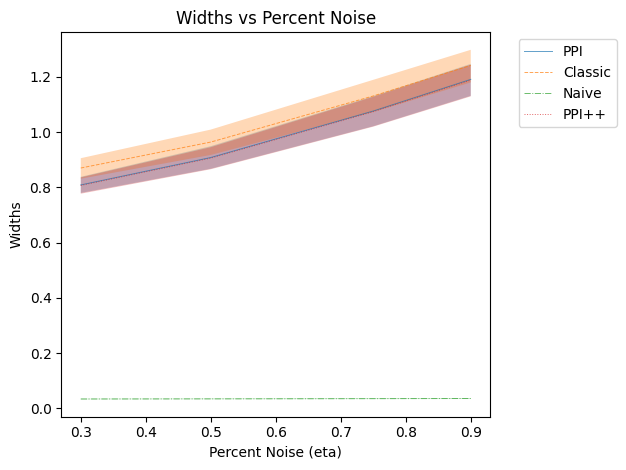 Widths vs Percent Noise
PPI
Classic
Naive
PPI++
Widths
1.2
1.0
0.8
0.6
0.4
0.2
0.0
0.3 0.4 0.5 0.6 0.7 0.8 0.9
Percent Noise (eta)